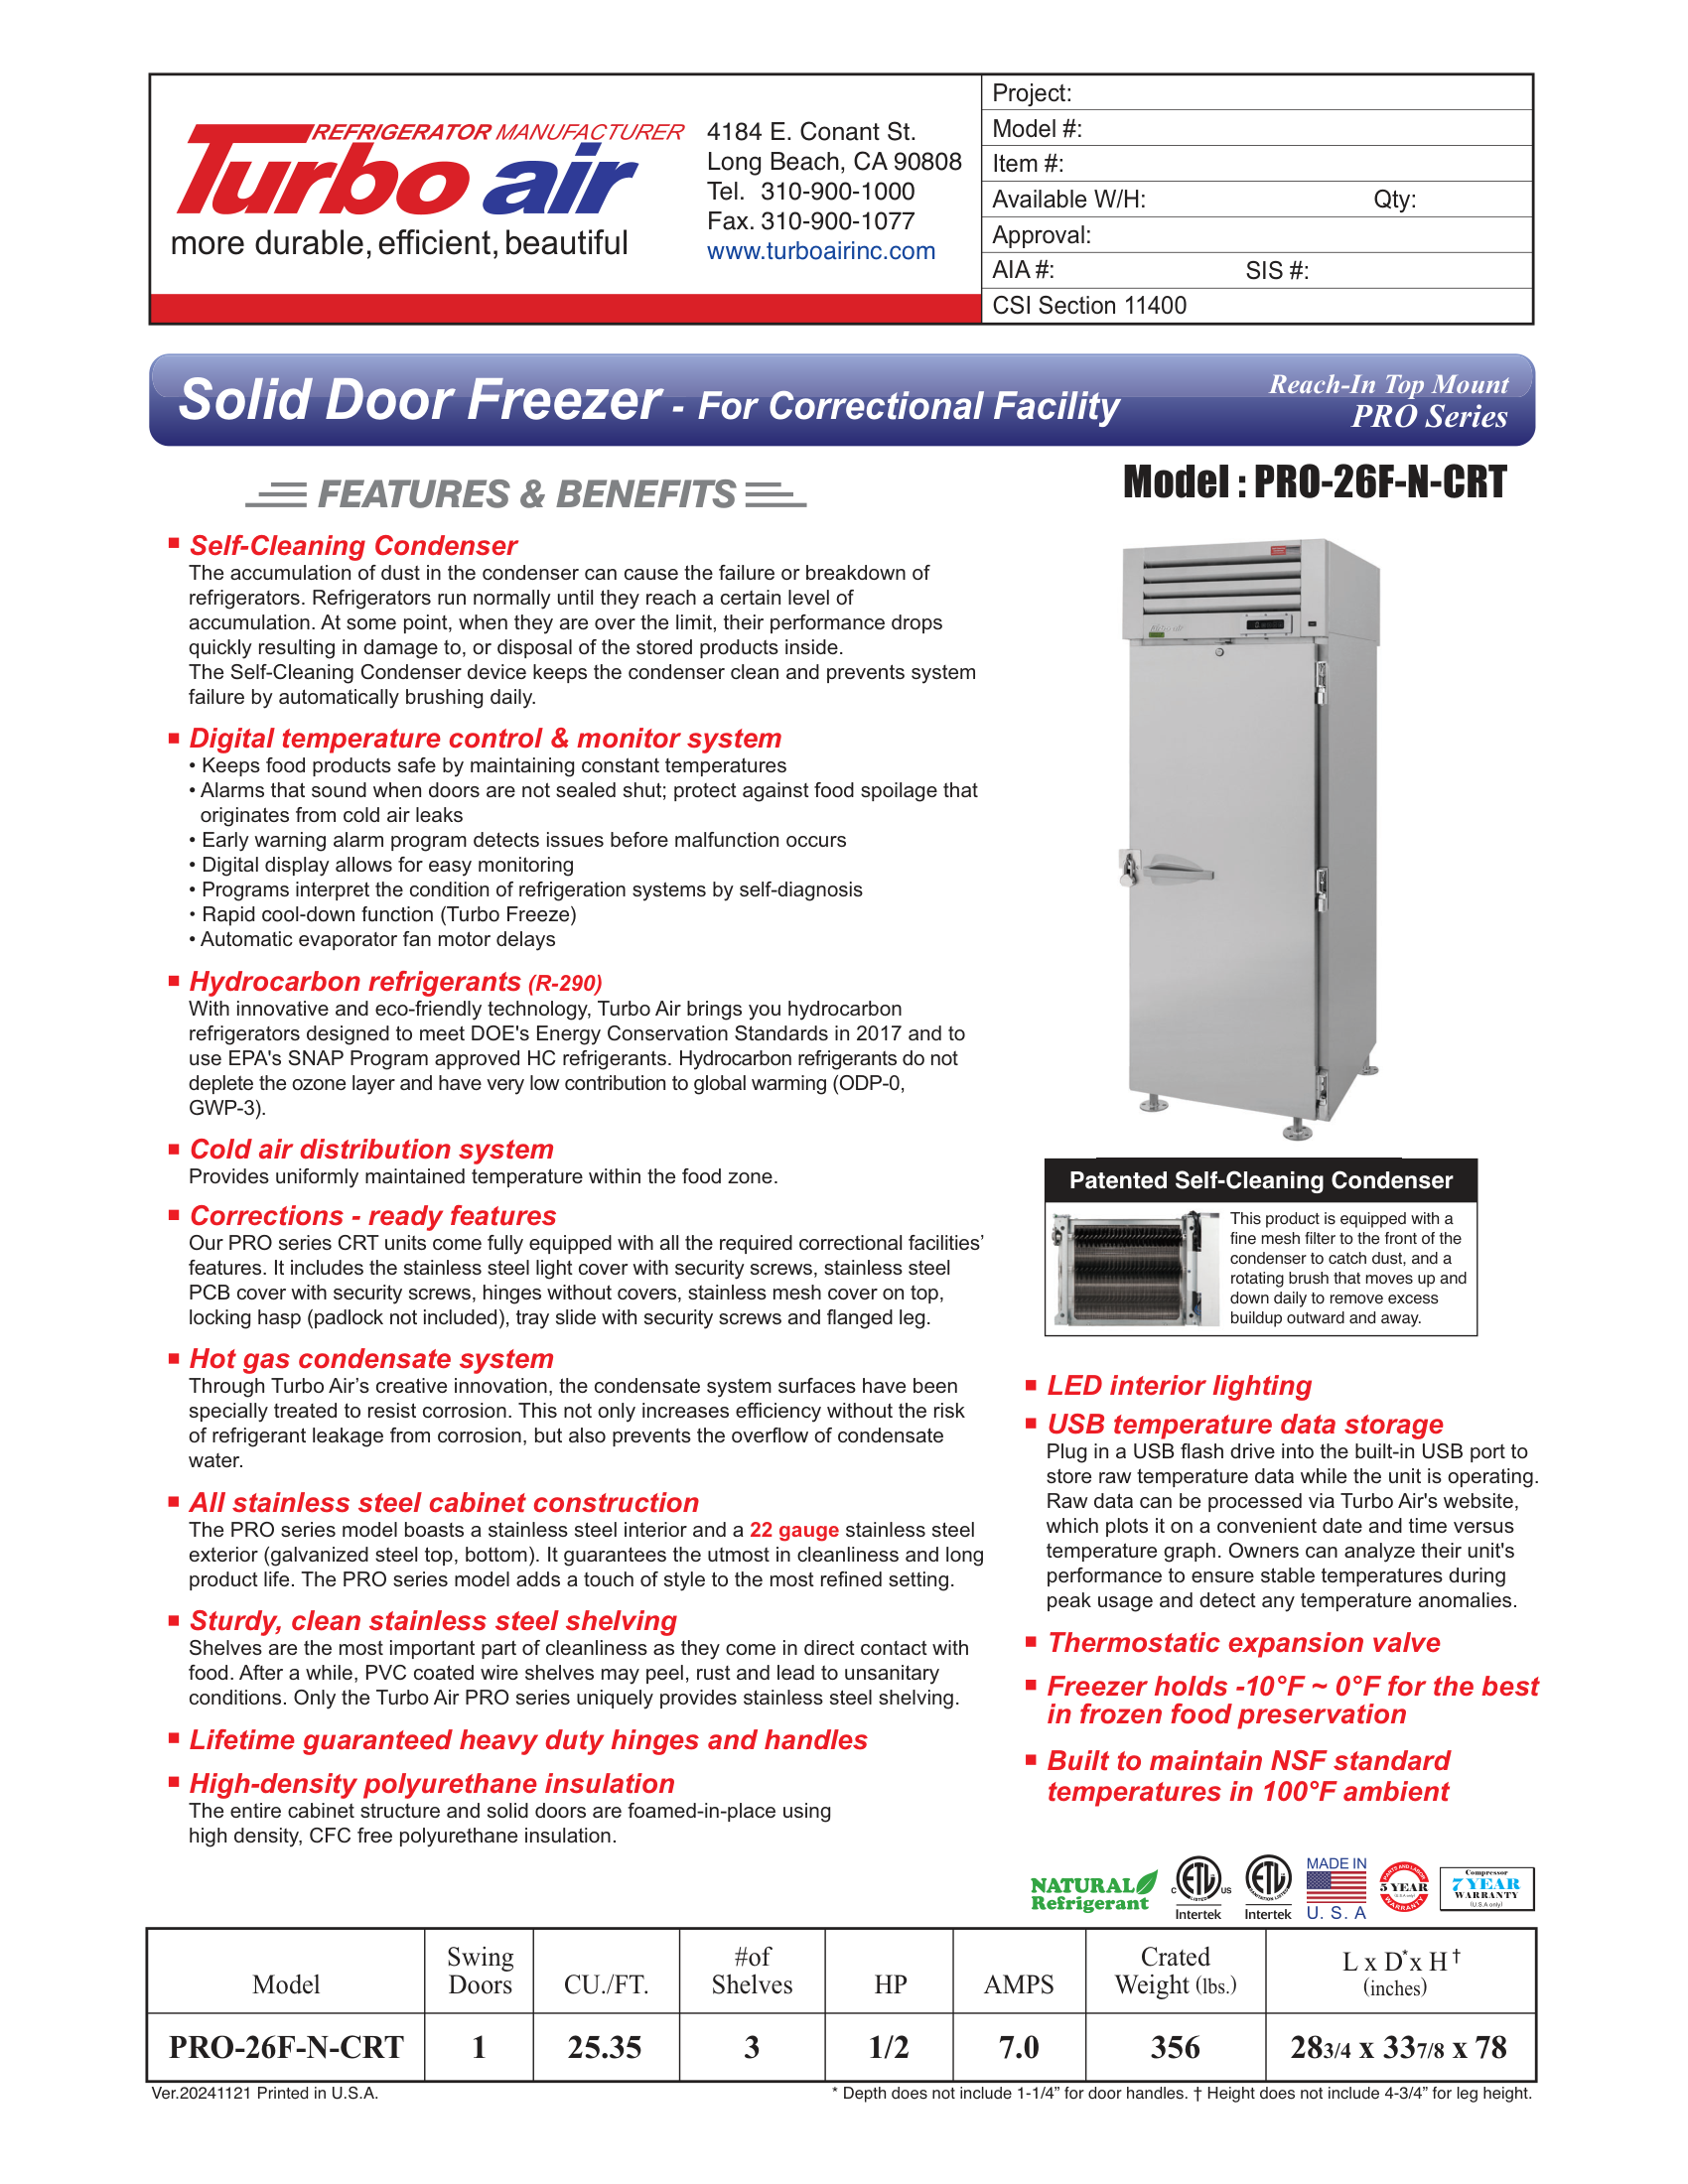 REFRIGERATOR MANUFACTURER
Turbo air
more durable, efficient, beautiful
4184 E. Conant St.
Long Beach, CA 90808
Tel. 310-900-1000
Fax. 310-900-1077
www.turboairinc.com
Project:
Model #:
Item #:
Available W/H: Qty:
Approval:
AIA #: SIS #:
CSI Section 11400
Solid Door Freezer - For Correctional Facility
Reach-In Top Mount
PRO Series
FEATURES & BENEFITS
Model : PRO-26F-N-CRT
■ Self-Cleaning Condenser
The accumulation of dust in the condenser can cause the failure or breakdown of
refrigerators. Refrigerators run normally until they reach a certain level of
accumulation. At some point, when they are over the limit, their performance drops
quickly resulting in damage to, or disposal of the stored products inside.
The Self-Cleaning Condenser device keeps the condenser clean and prevents system
failure by automatically brushing daily.
■ Digital temperature control & monitor system
• Keeps food products safe by maintaining constant temperatures
• Alarms that sound when doors are not sealed shut; protect against food spoilage that
originates from cold air leaks
• Early warning alarm program detects issues before malfunction occurs
• Digital display allows for easy monitoring
• Programs interpret the condition of refrigeration systems by self-diagnosis
• Rapid cool-down function (Turbo Freeze)
• Automatic evaporator fan motor delays
■ Hydrocarbon refrigerants (R-290)
With innovative and eco-friendly technology, Turbo Air brings you hydrocarbon
refrigerators designed to meet DOE's Energy Conservation Standards in 2017 and to
use EPA's SNAP Program approved HC refrigerants. Hydrocarbon refrigerants do not
deplete the ozone layer and have very low contribution to global warming (ODP-0,
GWP-3).
■ Cold air distribution system
Provides uniformly maintained temperature within the food zone.
■ Corrections - ready features
Our PRO series CRT units come fully equipped with all the required correctional facilities’
features. It includes the stainless steel light cover with security screws, stainless steel
PCB cover with security screws, hinges without covers, stainless mesh cover on top,
locking hasp (padlock not included), tray slide with security screws and flanged leg.
■ Hot gas condensate system
Through Turbo Air’s creative innovation, the condensate system surfaces have been
specially treated to resist corrosion. This not only increases efficiency without the risk
of refrigerant leakage from corrosion, but also prevents the overflow of condensate
water.
■ All stainless steel cabinet construction
The PRO series model boasts a stainless steel interior and a 22 gauge stainless steel
exterior (galvanized steel top, bottom). It guarantees the utmost in cleanliness and long
product life. The PRO series model adds a touch of style to the most refined setting.
■ Sturdy, clean stainless steel shelving
Shelves are the most important part of cleanliness as they come in direct contact with
food. After a while, PVC coated wire shelves may peel, rust and lead to unsanitary
conditions. Only the Turbo Air PRO series uniquely provides stainless steel shelving.
■ Lifetime guaranteed heavy duty hinges and handles
■ High-density polyurethane insulation
The entire cabinet structure and solid doors are foamed-in-place using
high density, CFC free polyurethane insulation.
Patented Self-Cleaning Condenser
This product is equipped with a
fine mesh filter to the front of the
condenser to catch dust, and a
rotating brush that moves up and
down daily to remove excess
buildup outward and away.
■ LED interior lighting
■ USB temperature data storage
Plug in a USB flash drive into the built-in USB port to
store raw temperature data while the unit is operating.
Raw data can be processed via Turbo Air's website,
which plots it on a convenient date and time versus
temperature graph. Owners can analyze their unit's
performance to ensure stable temperatures during
peak usage and detect any temperature anomalies.
■ Thermostatic expansion valve
■ Freezer holds -10°F ~ 0°F for the best
in frozen food preservation
■ Built to maintain NSF standard
temperatures in 100°F ambient
NATURAL
Refrigerant
C ETL US
LISTED
Intertek
ETL
SANITATION LISTED
Intertek
MADE IN
U. S. A
PARTS AND LABOR
5 YEAR
(U.S.A only)
WARRANTY
Compressor
7 YEAR
WARRANTY
(U.S.A only)
Model Swing Doors CU./FT. #of Shelves HP AMPS Crated Weight (lbs.) L x D* x H† (inches)
PRO-26F-N-CRT 1 25.35 3 1/2 7.0 356 283/4 x 337/8 x 78
Ver.20241121 Printed in U.S.A.
* Depth does not include 1-1/4” for door handles. † Height does not include 4-3/4” for leg height.